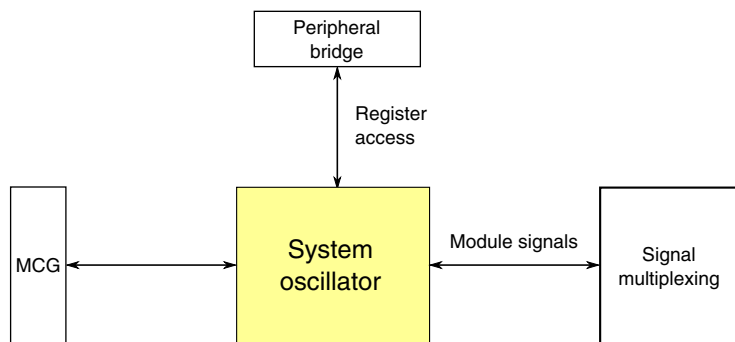 Peripheral
bridge
Register
access
MCG
System
oscillator
Module signals
Signal
multiplexing